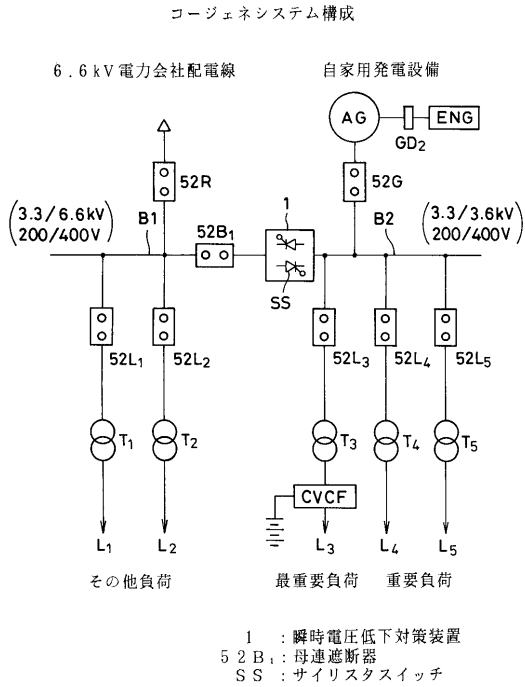 コージェネシステム構成
6.6kV電力会社配電線
自家用発電設備
AG
ENG
GD2
52R
52G
(3.3/6.6kV
200/400V)
B1
52B1
1
B2
(3.3/3.6kV
200/400V)
SS
52L1
52L2
52L3
52L4
52L5
T1
T2
T3
T4
T5
CVCF
L1
L2
L3
L4
L5
その他負荷
最重要負荷
重要負荷
1 :瞬時電圧低下対策装置
52B1:母連遮断器
SS :サイリスタスイッチ